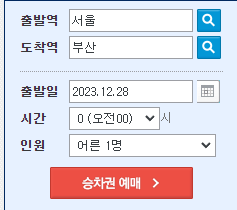 출발역 서울
도착역 부산
출발일 2023.12.28
시간 0 (오전00) 시
인원 어른 1명
승차권 예매